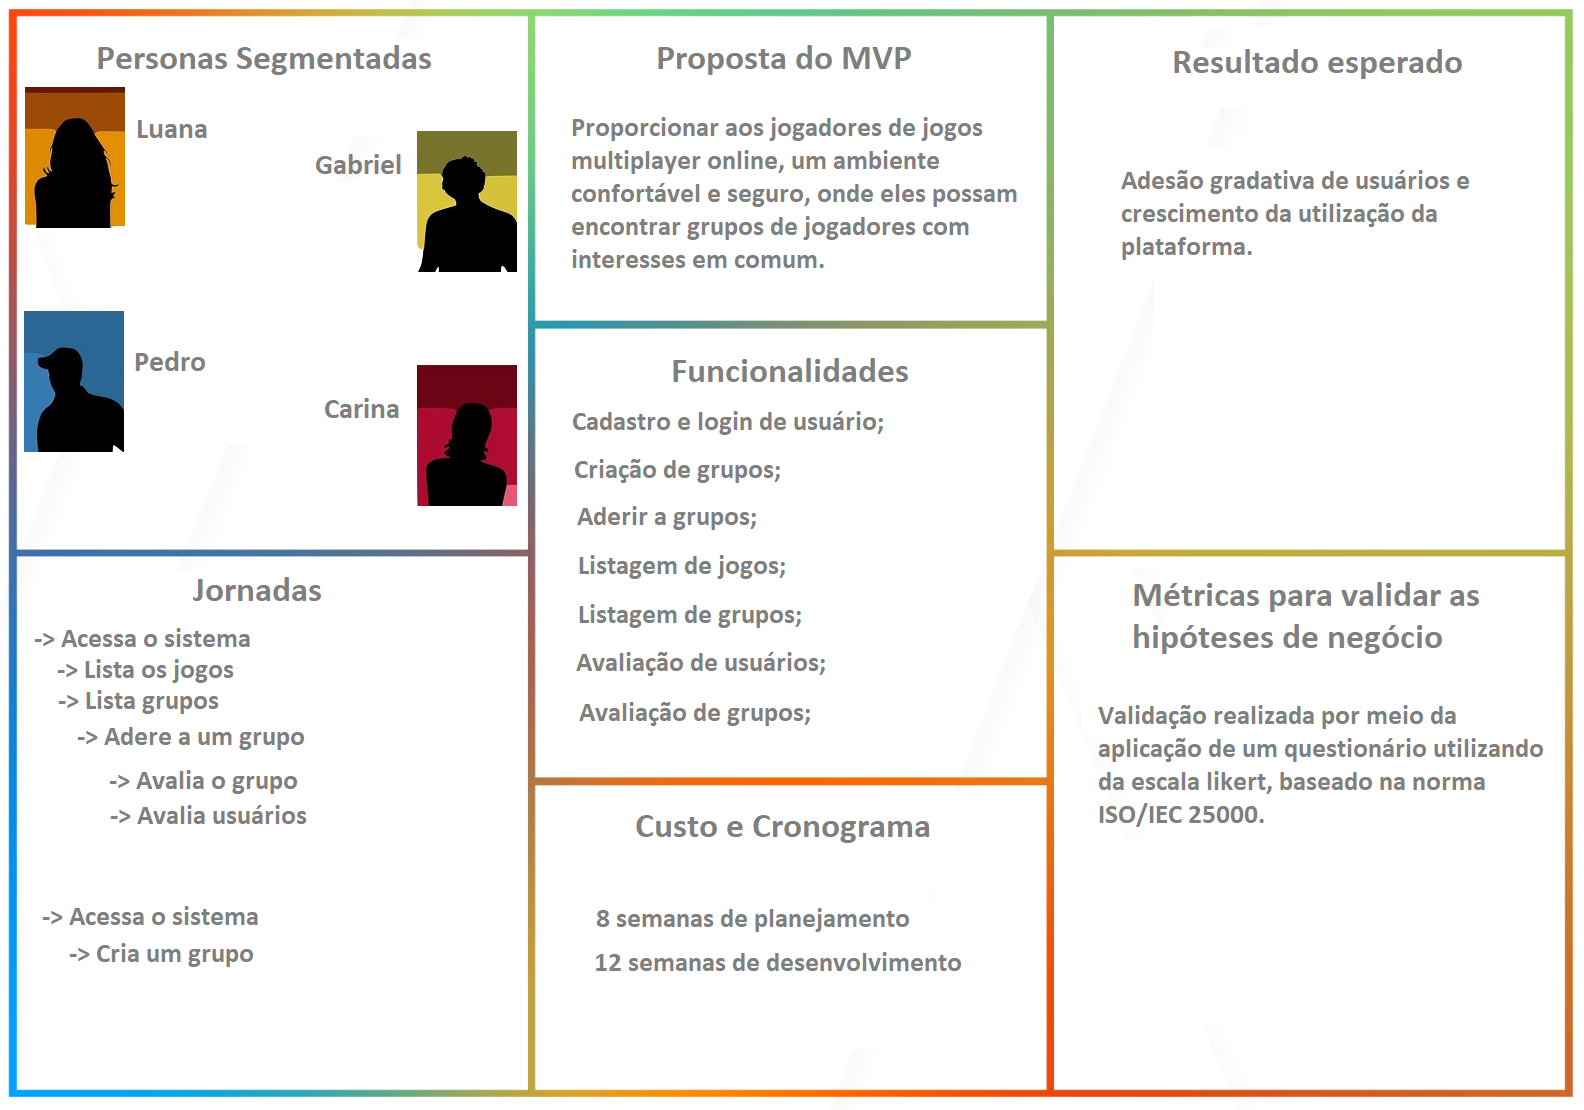 Personas Segmentadas
Luana
Gabriel
Pedro
Carina
Jornadas
-> Acessa o sistema
-> Lista os jogos
-> Lista grupos
-> Adere a um grupo
-> Avalia o grupo
-> Avalia usuários
-> Acessa o sistema
-> Cria um grupo
Proposta do MVP
Proporcionar aos jogadores de jogos
multiplayer online, um ambiente
confortável e seguro, onde eles possam
encontrar grupos de jogadores com
interesses em comum.
Funcionalidades
Cadastro e login de usuário;
Criação de grupos;
Aderir a grupos;
Listagem de jogos;
Listagem de grupos;
Avaliação de usuários;
Avaliação de grupos;
Custo e Cronograma
8 semanas de planejamento
12 semanas de desenvolvimento
Resultado esperado
Adesão gradativa de usuários e
crescimento da utilização da
plataforma.
Métricas para validar as
hipóteses de negócio
Validação realizada por meio da
aplicação de um questionário utilizando
da escala likert, baseado na norma
ISO/IEC 25000.